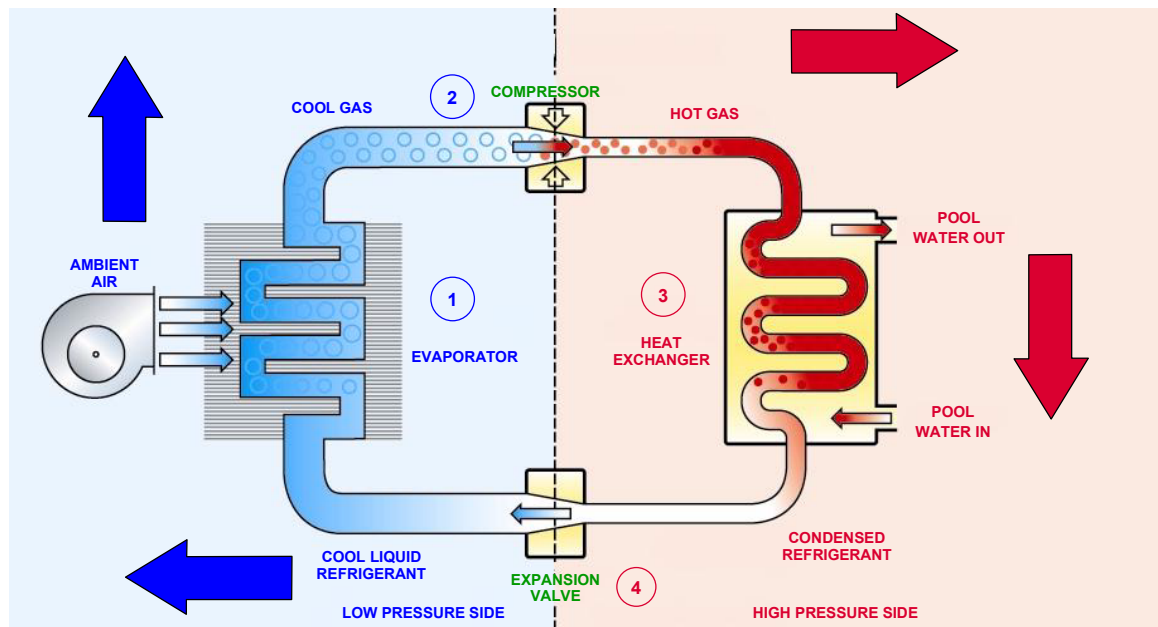 2
COMPRESSOR
COOL GAS
HOT GAS
POOL
WATER OUT
AMBIENT
AIR
1
3
EVAPORATOR
HEAT
EXCHANGER
POOL
WATER IN
COOL LIQUID
REFRIGERANT
CONDENSED
REFRIGERANT
EXPANSION
VALVE
4
LOW PRESSURE SIDE
HIGH PRESSURE SIDE